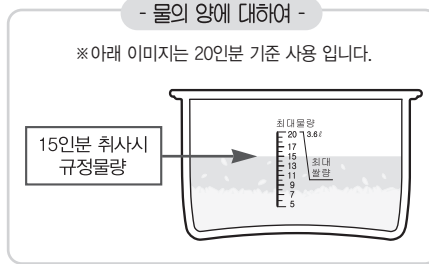 - 물의 양에 대하여 -
※아래 이미지는 20인분 기준 사용 입니다.
15인분 취사시
규정물량
최대물량
20 3.6ℓ
17
15
13
11
9
7
5
최대
쌀량